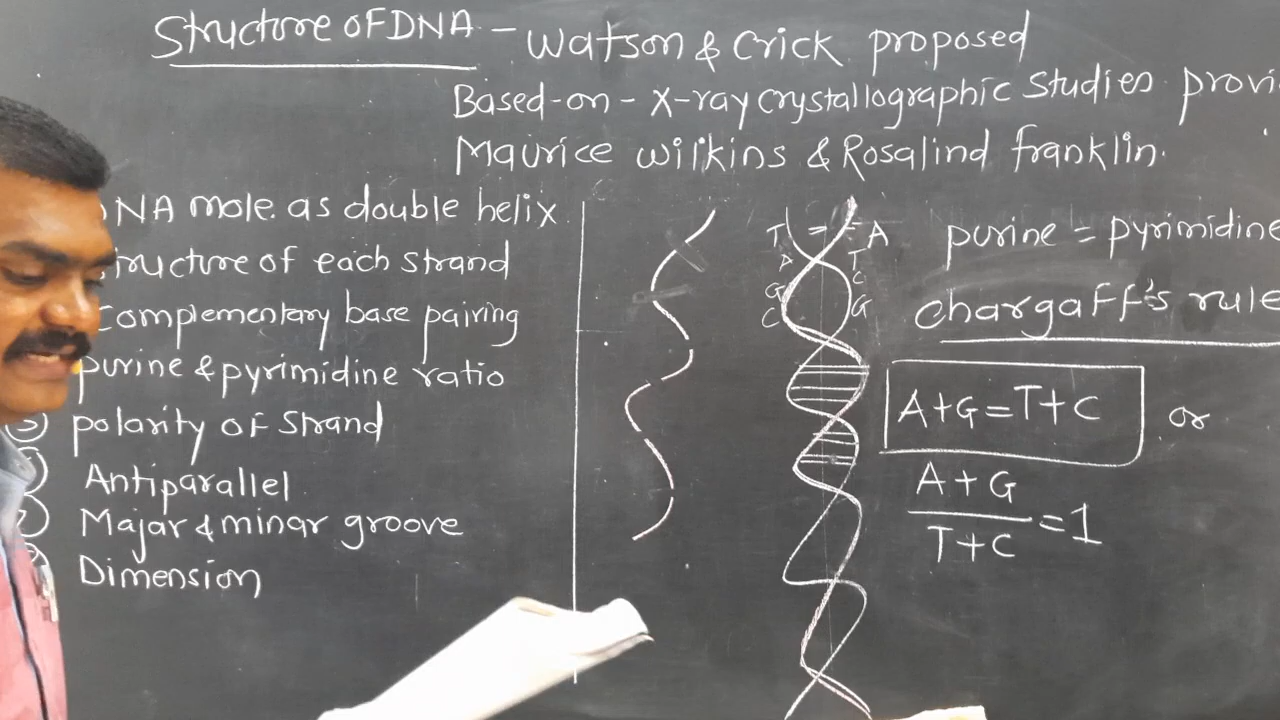 Structure OF DNA - Watson & Crick proposed
Based-on - X-ray crystallographic studies provi
Maurice Wilkins & Rosalind franklin.
DNA mole. as double helix
structure of each strand
Complementary base pairing
purine & pyrimidine ratio
polarity of strand
Antiparallel
Majar & minar groove
Dimension
T = A
A T
G C
C G
purine = pyrimidine
chargaff's rule
A+G=T+C or
A+G
T+C
=1